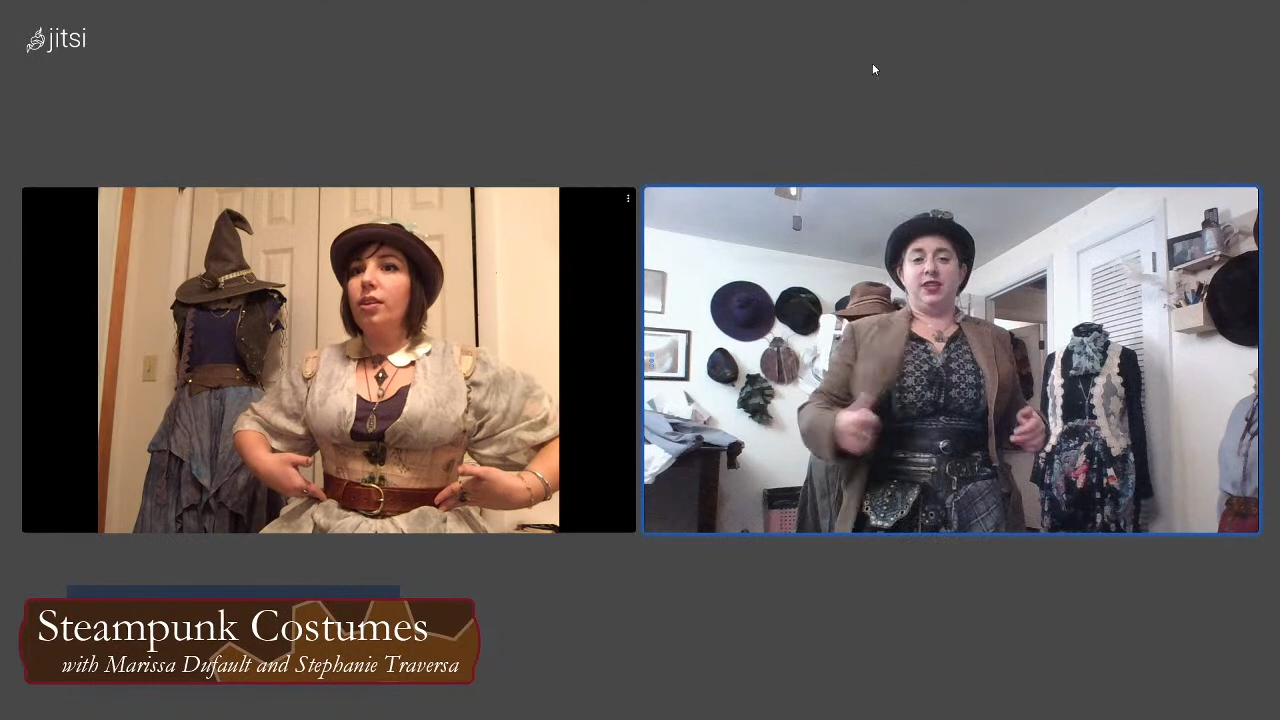 jitsi
Steampunk Costumes
with Marissa Dufault and Stephanie Traversa